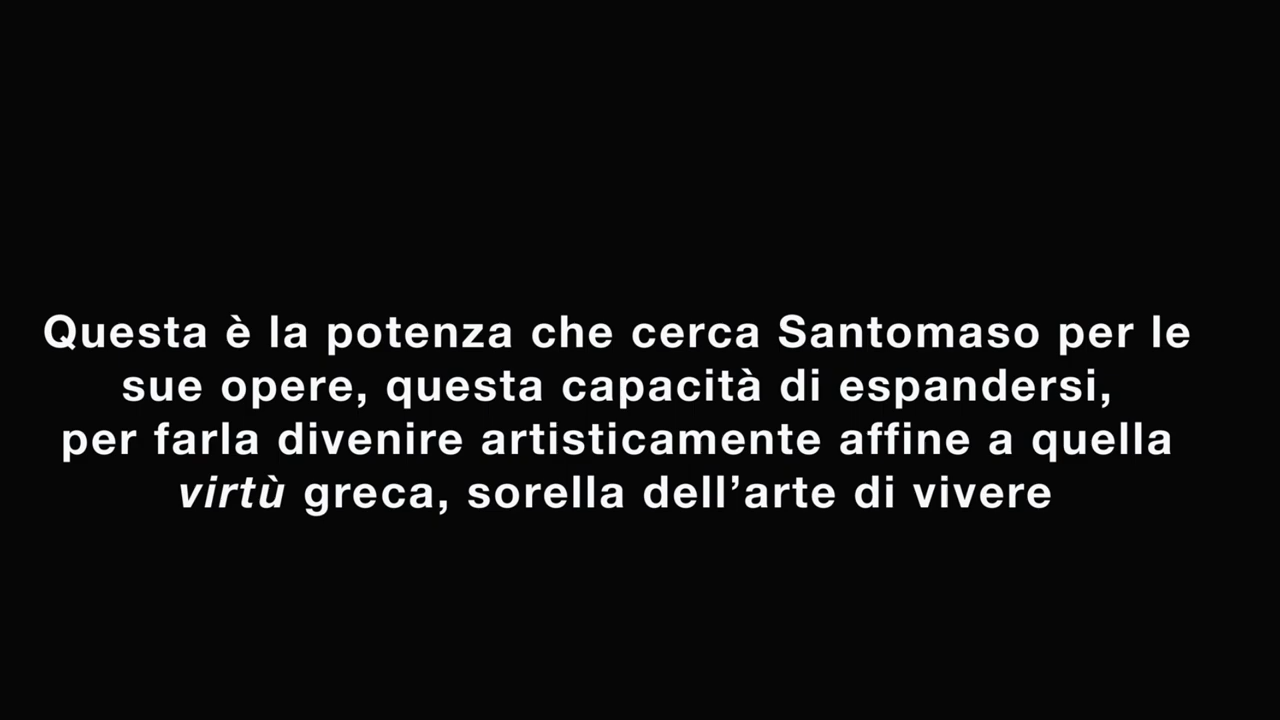 Questa è la potenza che cerca Santomaso per le
sue opere, questa capacità di espandersi,
per farla divenire artisticamente affine a quella
virtù greca, sorella dell’arte di vivere